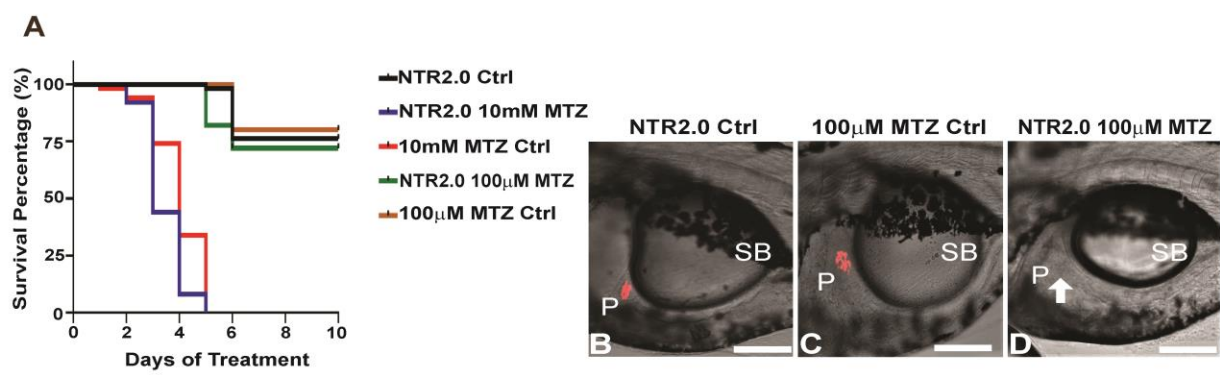 A
Survival Percentage (%)
100
75
50
25
0
0 2 4 6 8 10
Days of Treatment
NTR2.0 Ctrl
NTR2.0 10mM MTZ
10mM MTZ Ctrl
NTR2.0 100μM MTZ
100μM MTZ Ctrl
NTR2.0 Ctrl
P
SB
B
100μM MTZ Ctrl
P
SB
C
NTR2.0 100μM MTZ
P
SB
D